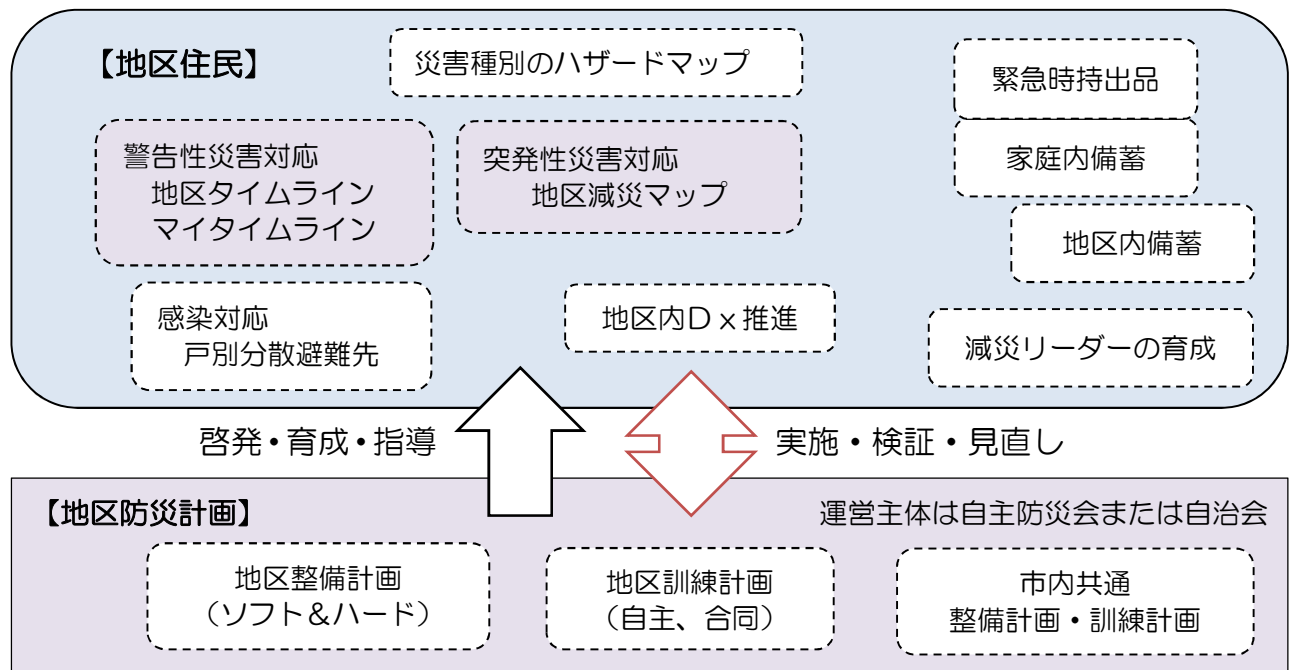 【地区住民】
災害種別のハザードマップ
緊急時持出品
警告性災害対応
地区タイムライン
マイタイムライン
突発性災害対応
地区減災マップ
家庭内備蓄
地区内備蓄
感染対応
戸別分散避難先
地区内Ｄｘ推進
減災リーダーの育成
啓発・育成・指導
実施・検証・見直し
【地区防災計画】
運営主体は自主防災会または自治会
地区整備計画
（ソフト＆ハード）
地区訓練計画
（自主、合同）
市内共通
整備計画・訓練計画